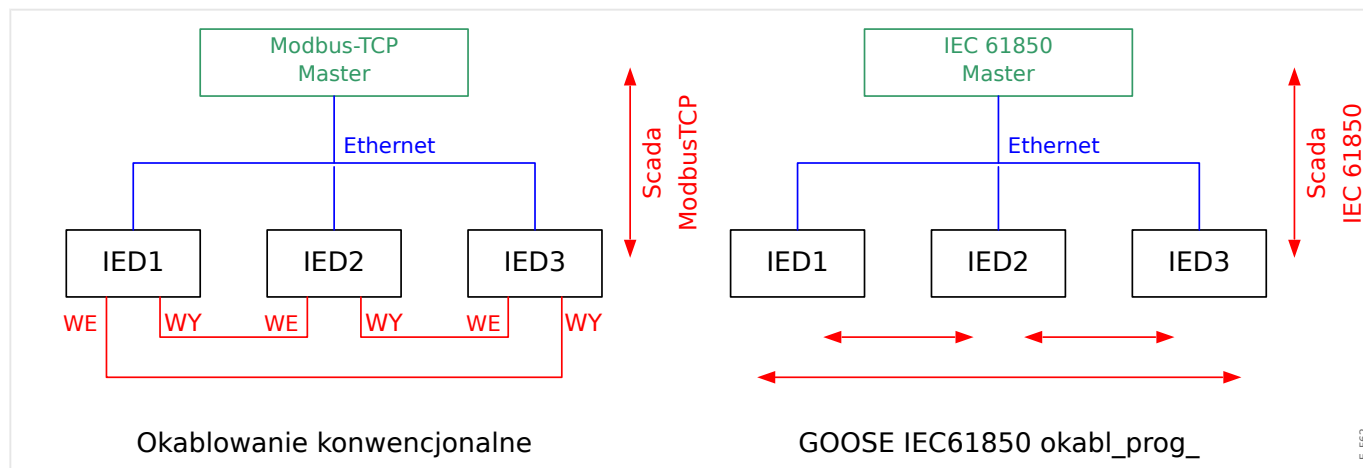 Modbus-TCP
Master
Ethernet
Scada
ModbusTCP
IED1
IED2
IED3
WE
WY
WE
WY
WE
WY
Okablowanie konwencjonalne
IEC 61850
Master
Ethernet
Scada
IEC 61850
IED1
IED2
IED3
GOOSE IEC61850 okabl_prog_